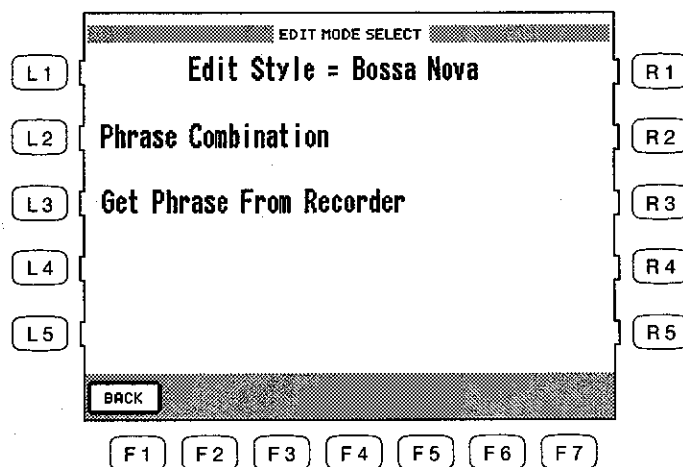 EDIT MODE SELECT
L1 Edit Style = Bossa Nova R1
L2 Phrase Combination R2
L3 Get Phrase From Recorder R3
L4 R4
L5 R5
BACK
F1 F2 F3 F4 F5 F6 F7